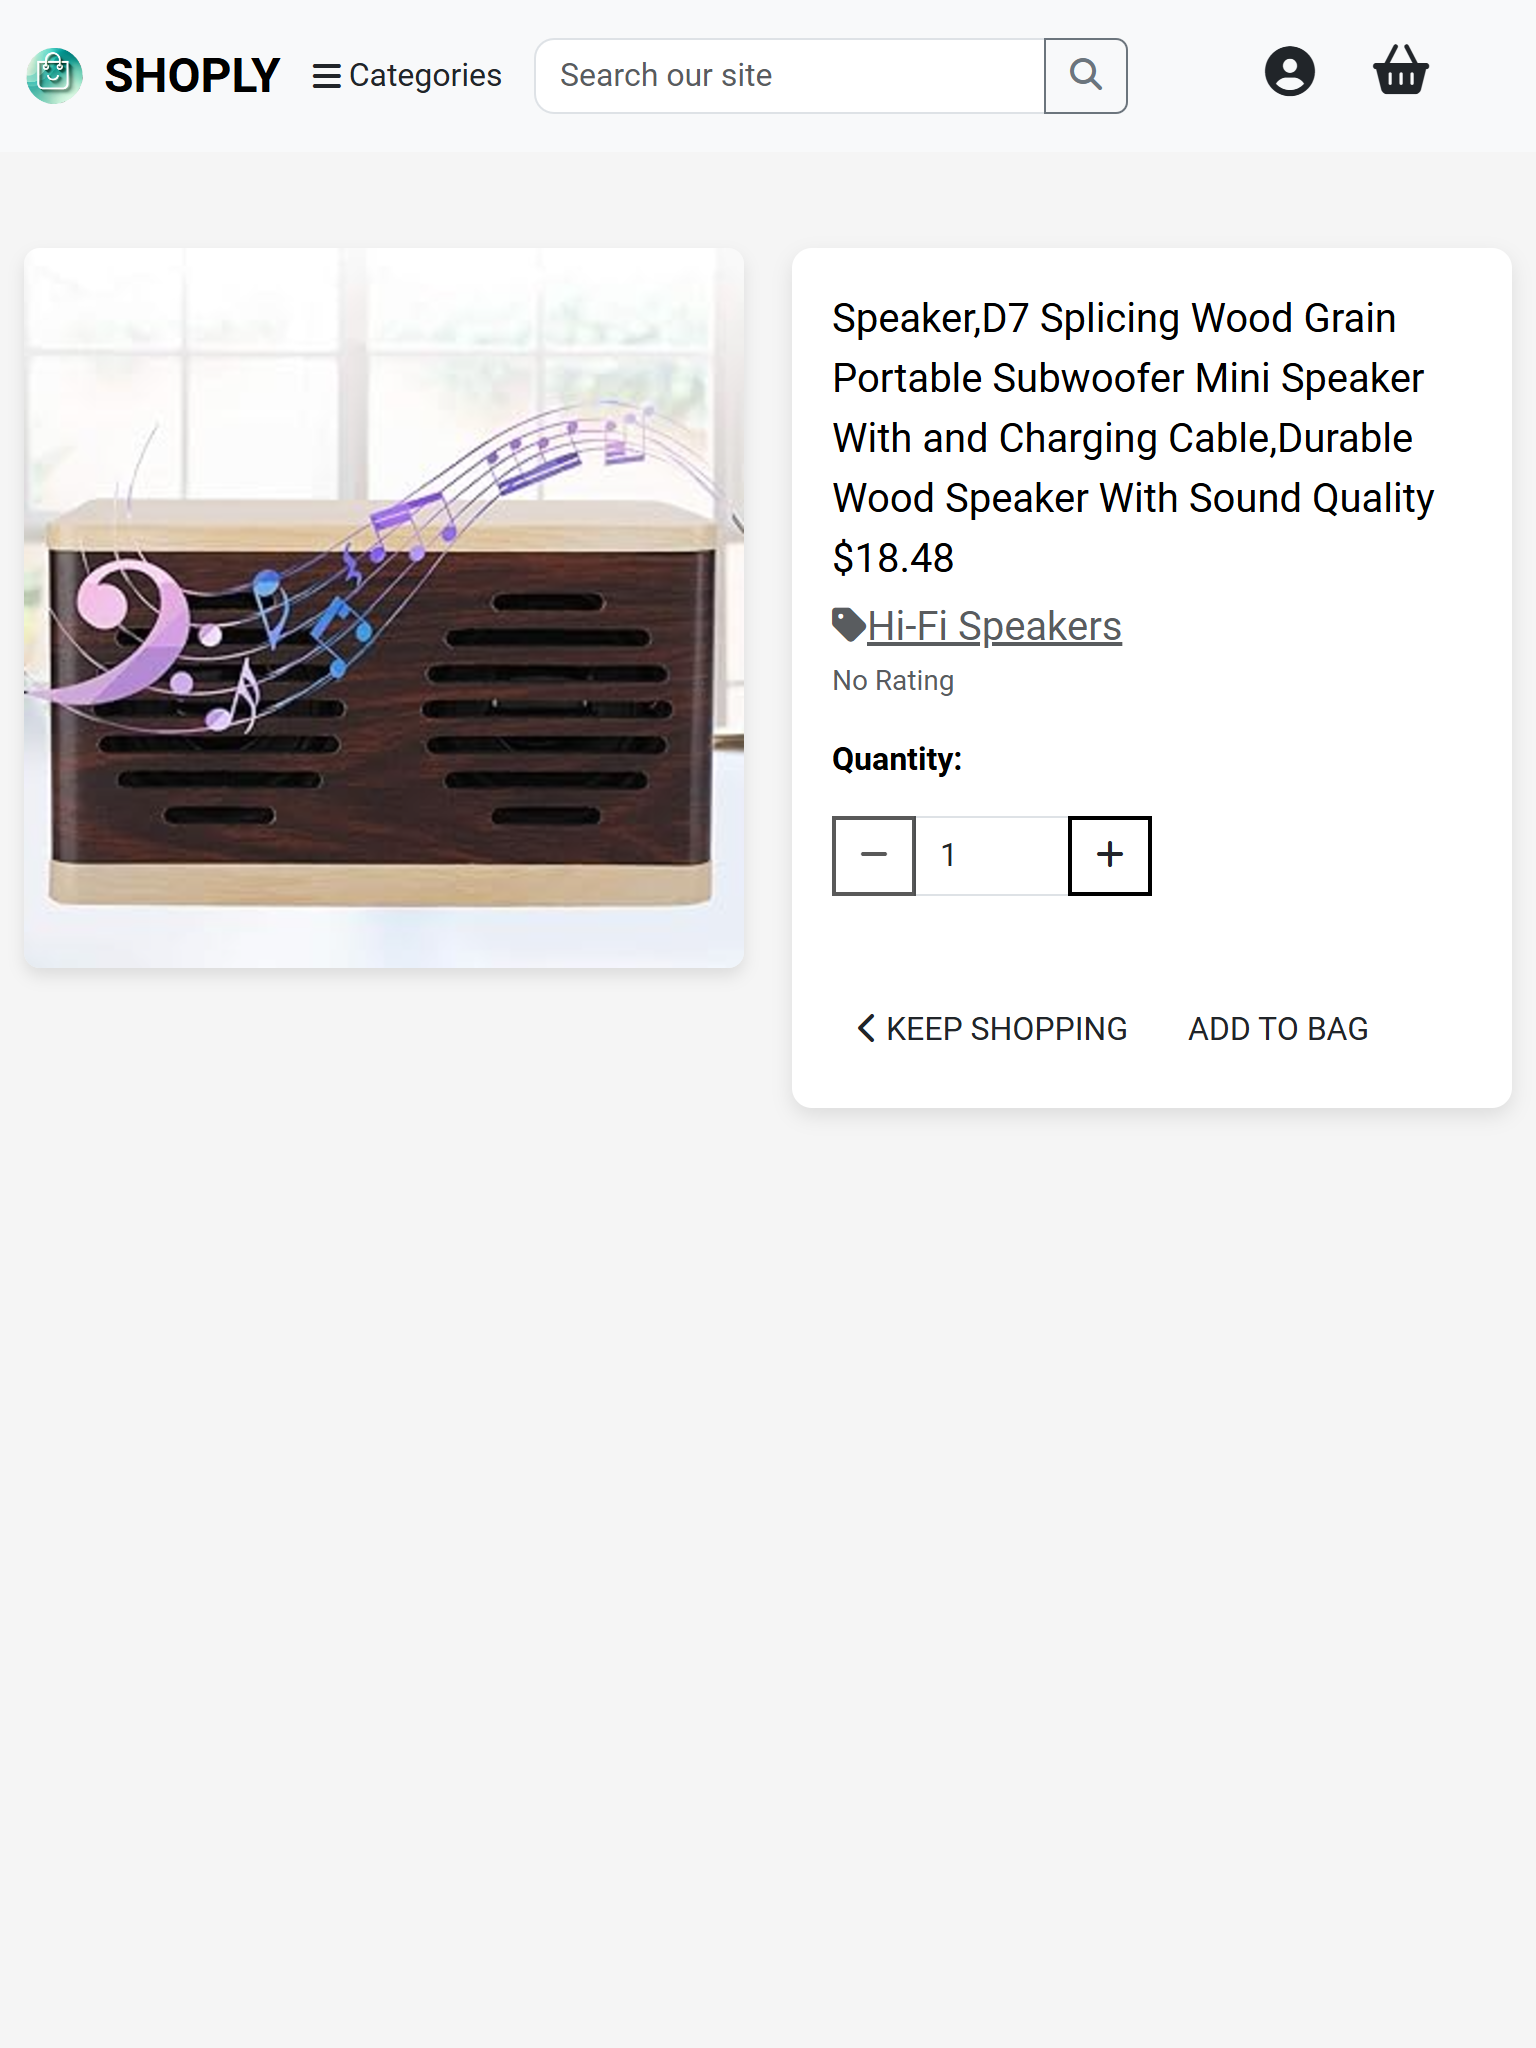 SHOPLY
Categories
Search our site
Speaker,D7 Splicing Wood Grain
Portable Subwoofer Mini Speaker
With and Charging Cable,Durable
Wood Speaker With Sound Quality
$18.48
Hi-Fi Speakers
No Rating
Quantity:
1
KEEP SHOPPING
ADD TO BAG